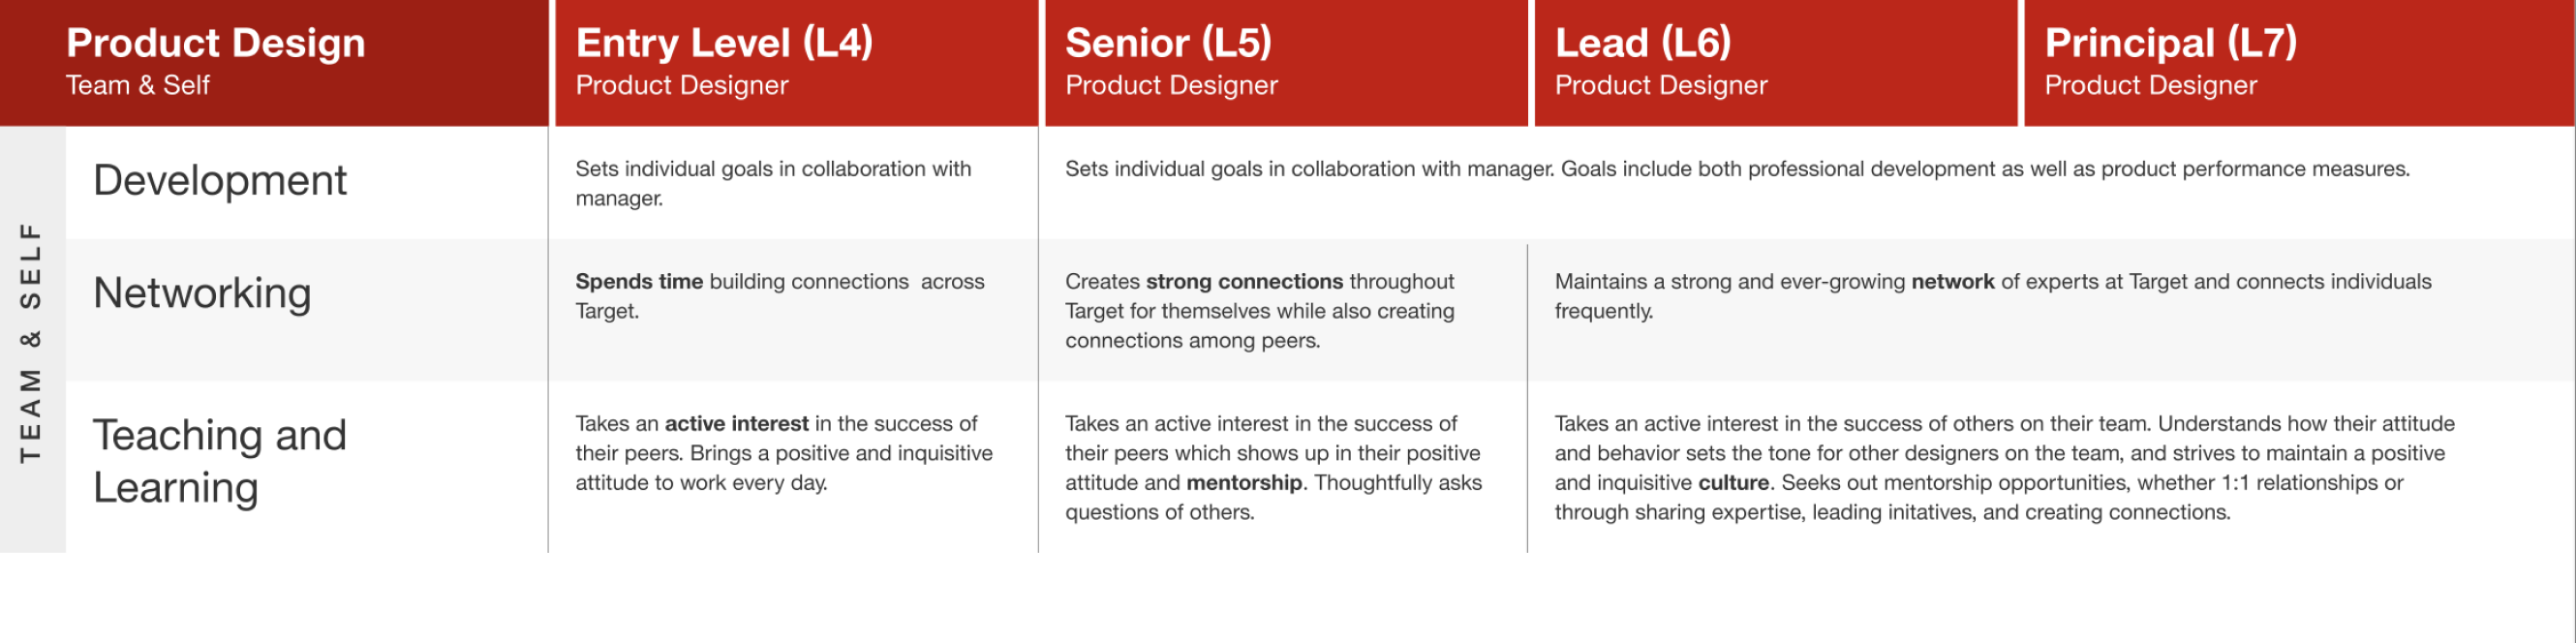 Product Design
Team & Self
Entry Level (L4)
Product Designer
Senior (L5)
Product Designer
Lead (L6)
Product Designer
Principal (L7)
Product Designer
TEAM & SELF
Development
Sets individual goals in collaboration with
manager.
Sets individual goals in collaboration with manager. Goals include both professional development as well as product performance measures.
Networking
Spends time building connections  across
Target.
Creates strong connections throughout
Target for themselves while also creating
connections among peers.
Maintains a strong and ever-growing network of experts at Target and connects individuals
frequently.
Teaching and
Learning
Takes an active interest in the success of
their peers. Brings a positive and inquisitive
attitude to work every day.
Takes an active interest in the success of
their peers which shows up in their positive
attitude and mentorship. Thoughtfully asks
questions of others.
Takes an active interest in the success of others on their team. Understands how their attitude
and behavior sets the tone for other designers on the team, and strives to maintain a positive
and inquisitive culture. Seeks out mentorship opportunities, whether 1:1 relationships or
through sharing expertise, leading initatives, and creating connections.